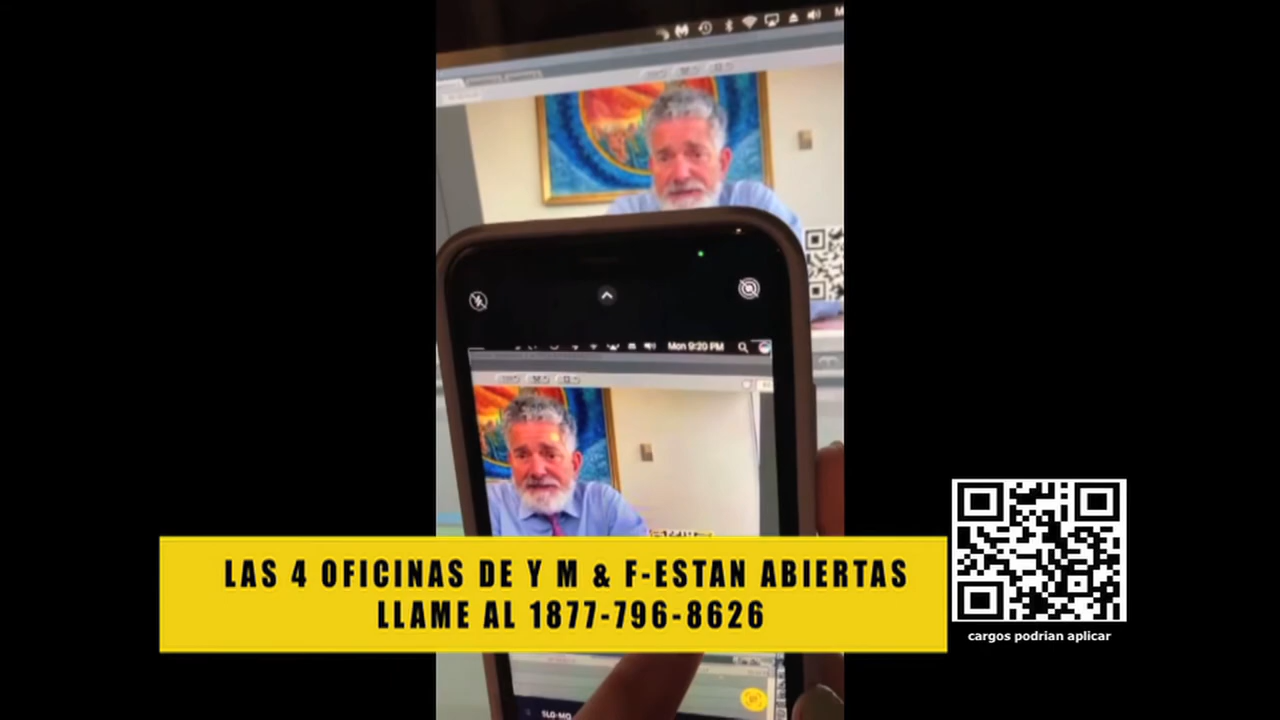 Mon 9:20 PM
LAS 4 OFICINAS DE Y M & F-ESTAN ABIERTAS
LLAME AL 1877-796-8626
cargos podrian aplicar